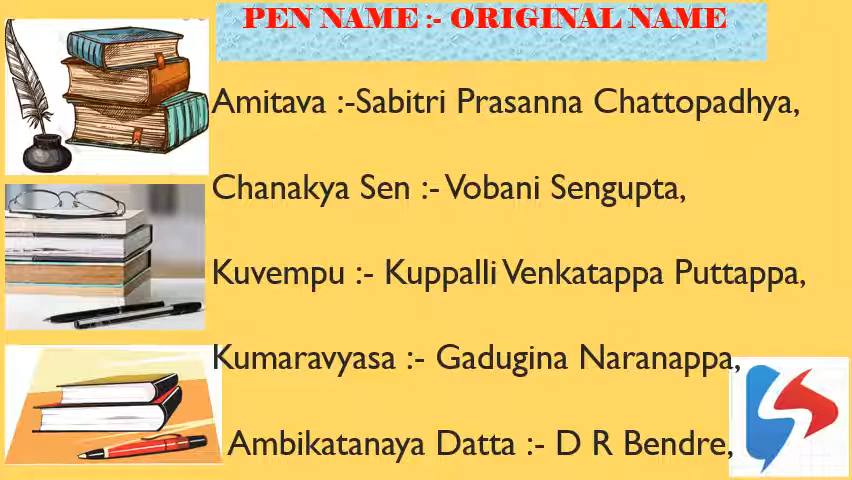 PEN NAME :- ORIGINAL NAME
Amitava :-Sabitri Prasanna Chattopadhya,
Chanakya Sen :- Vobani Sengupta,
Kuvempu :- Kuppalli Venkatappa Puttappa,
Kumaravyasa :- Gadugina Naranappa,
Ambikatanaya Datta :- D R Bendre,